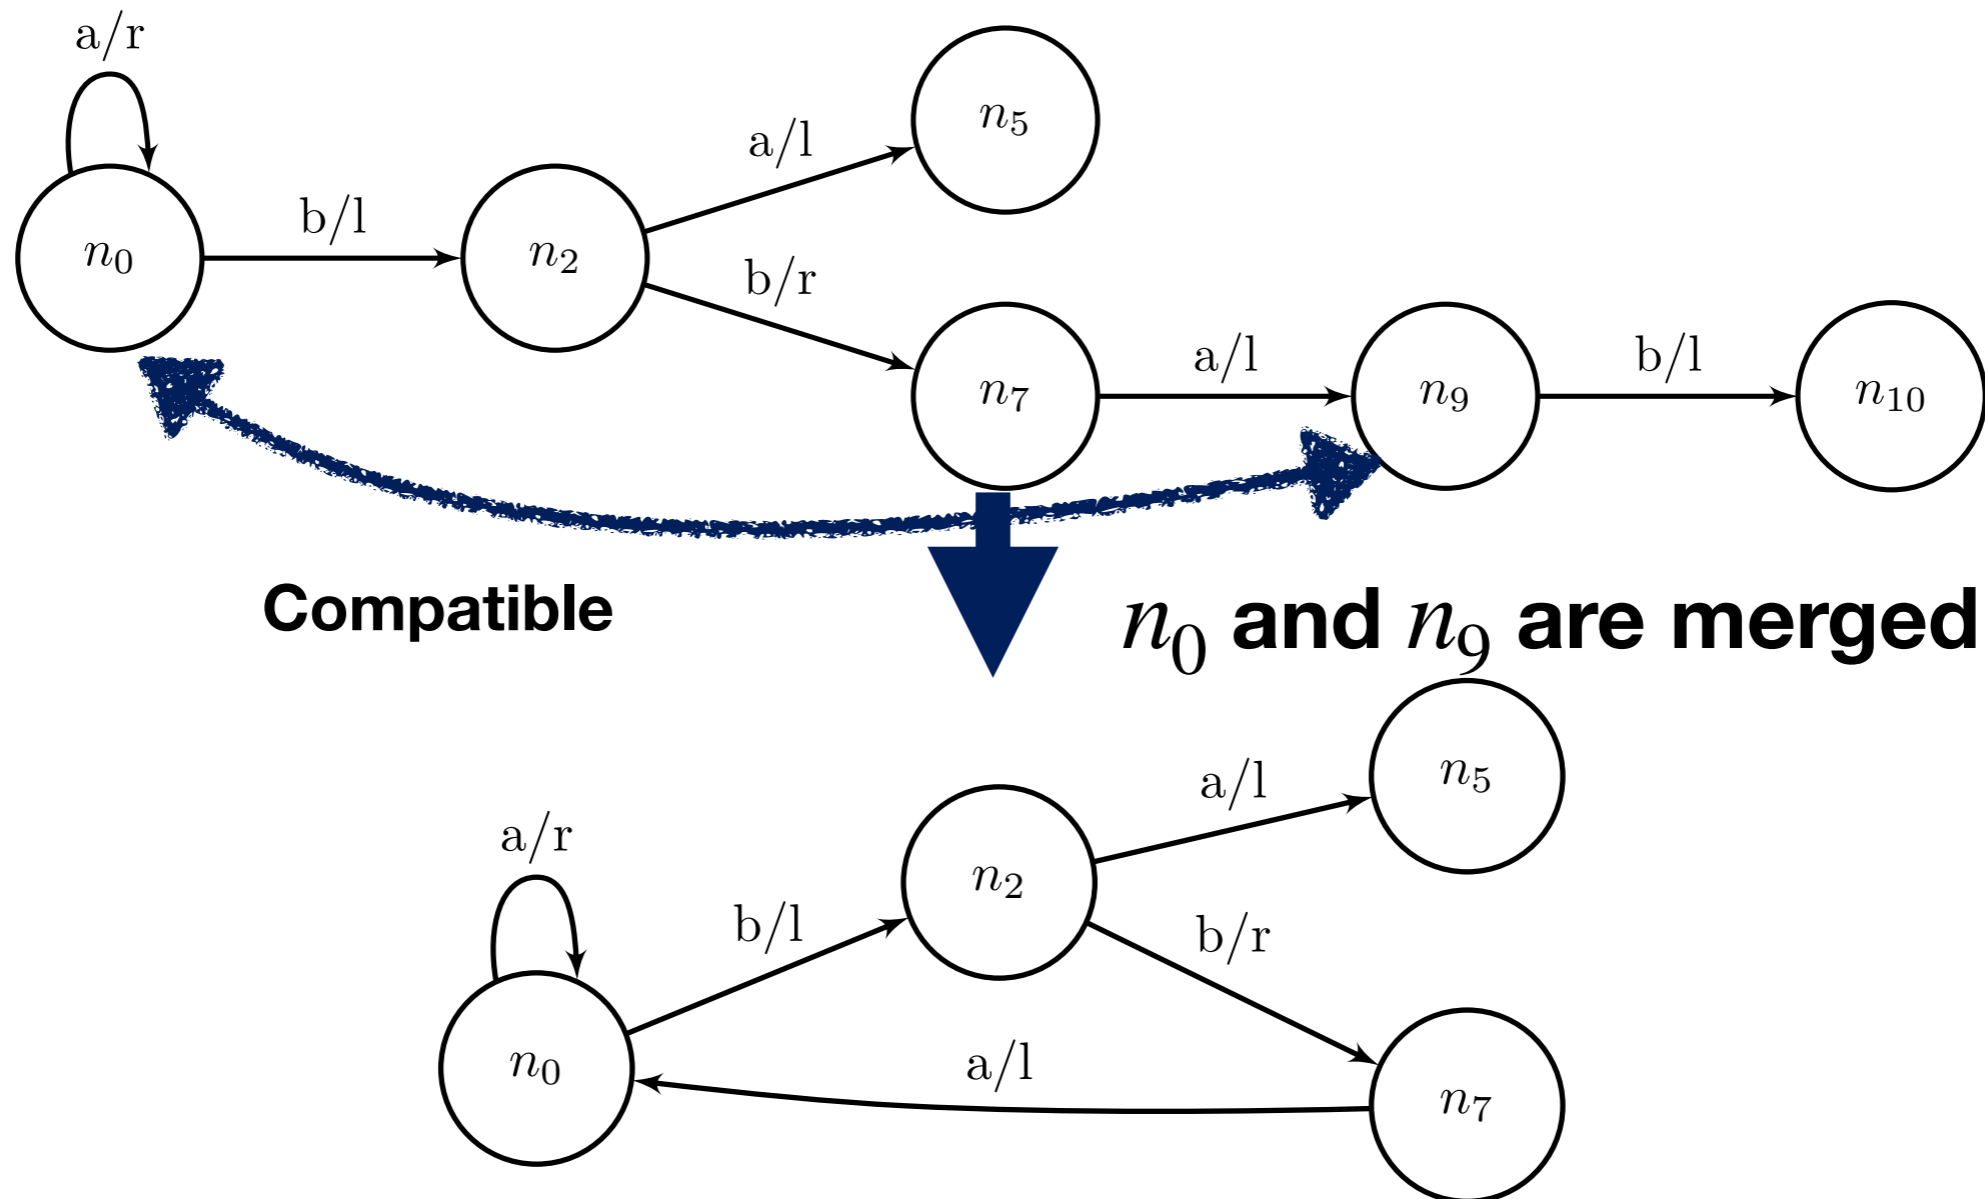 a/r
n₅
a/l
b/l
n₀
n₂
b/r
a/l
b/l
n₇
n₉
n₁₀
Compatible
n₀ and n₉ are merged
n₅
a/l
a/r
n₂
b/l
b/r
a/l
n₀
n₇